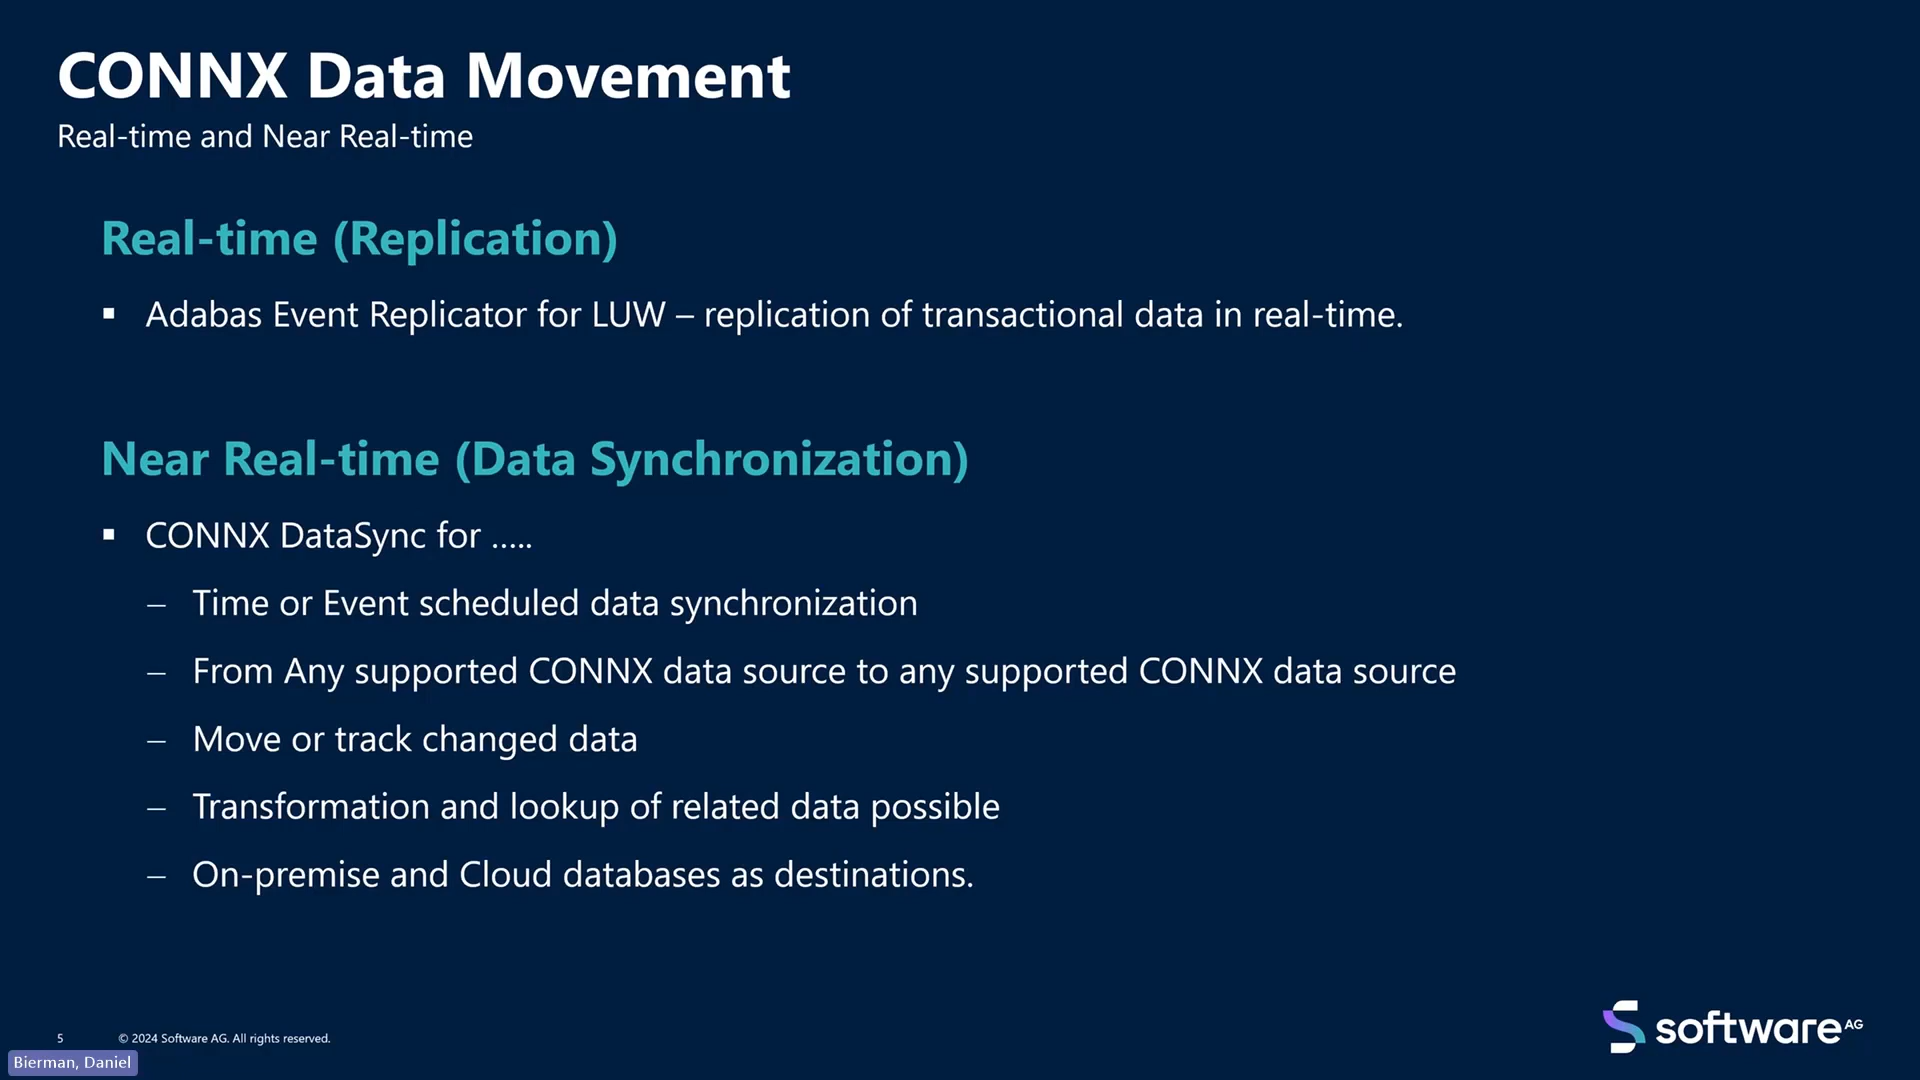 CONNX Data Movement
Real-time and Near Real-time
Real-time (Replication)
▪ Adabas Event Replicator for LUW – replication of transactional data in real-time.
Near Real-time (Data Synchronization)
▪ CONNX DataSync for …..
– Time or Event scheduled data synchronization
– From Any supported CONNX data source to any supported CONNX data source
– Move or track changed data
– Transformation and lookup of related data possible
– On-premise and Cloud databases as destinations.
5 © 2024 Software AG. All rights reserved.
software AG
Bierman, Daniel